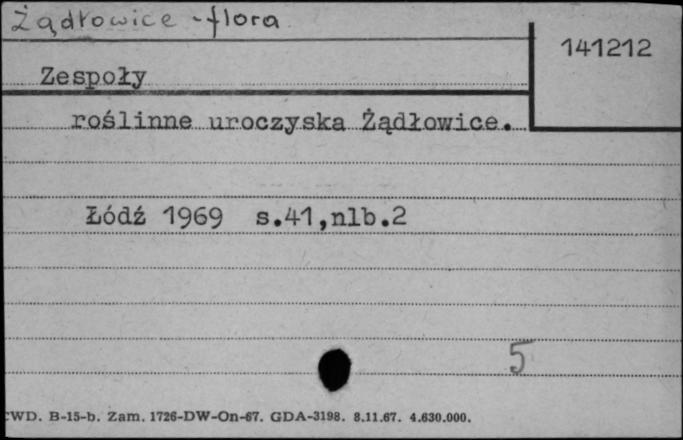 Żądłowice - flora
141212
Zespoły
roślinne uroczyska Żądłowice.
Łódź 1969 s.41,nlb.2
5
WD. B-15-b. Zam. 1726-DW-On-67. GDA-3198. 8.11.67. 4.630.000.